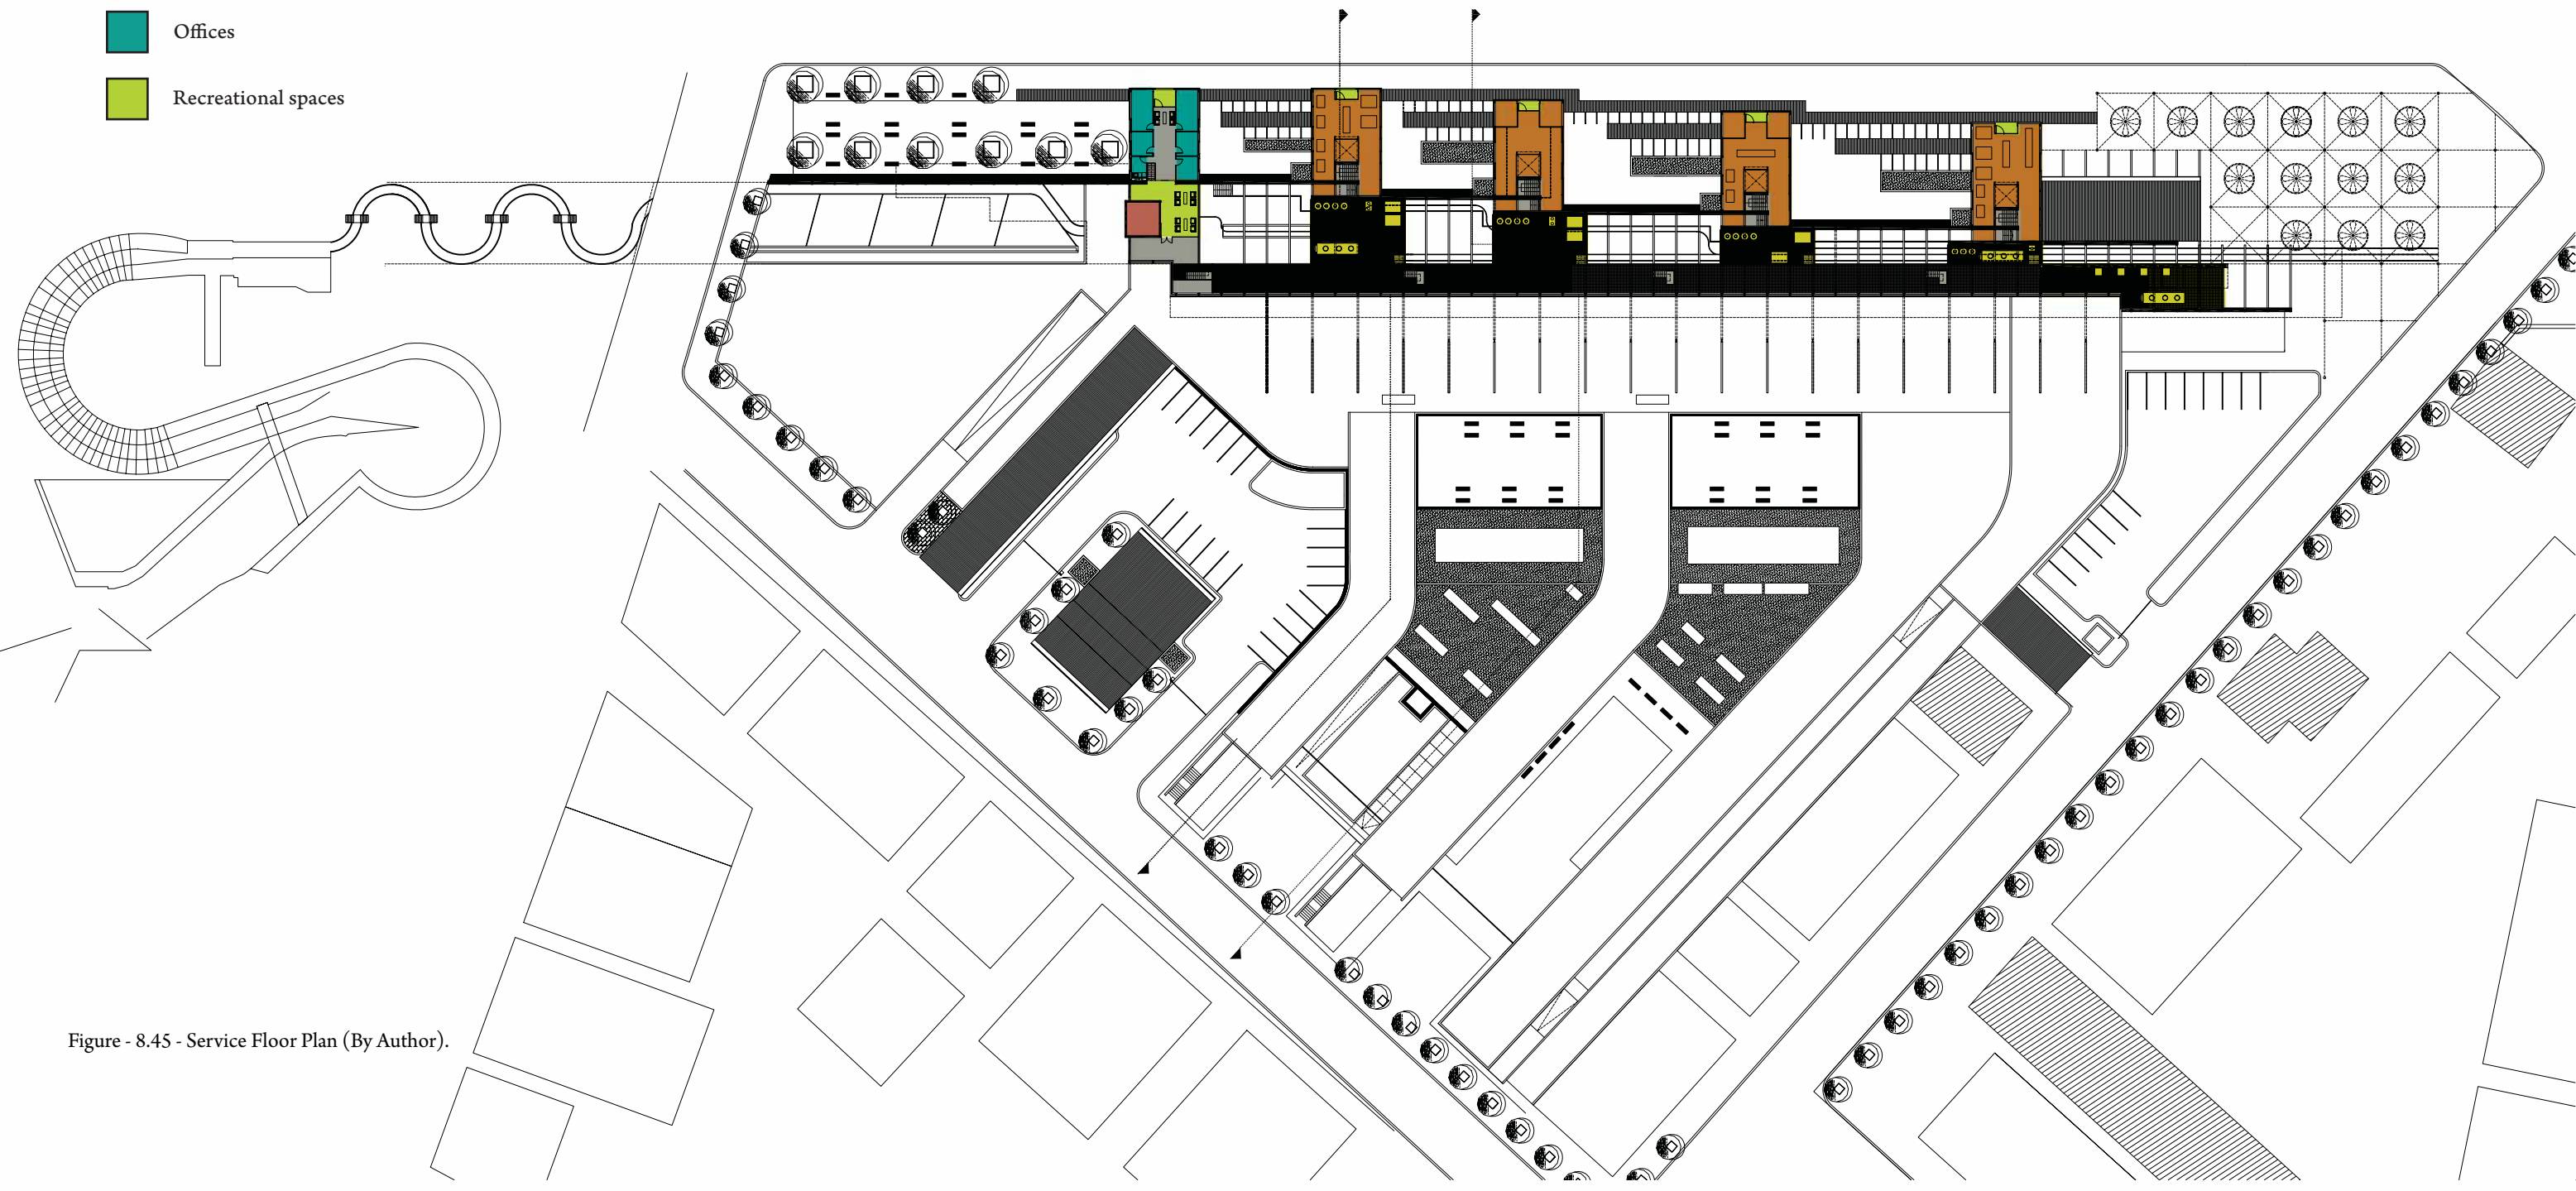 Offices
Recreational spaces
Figure - 8.45 - Service Floor Plan (By Author).